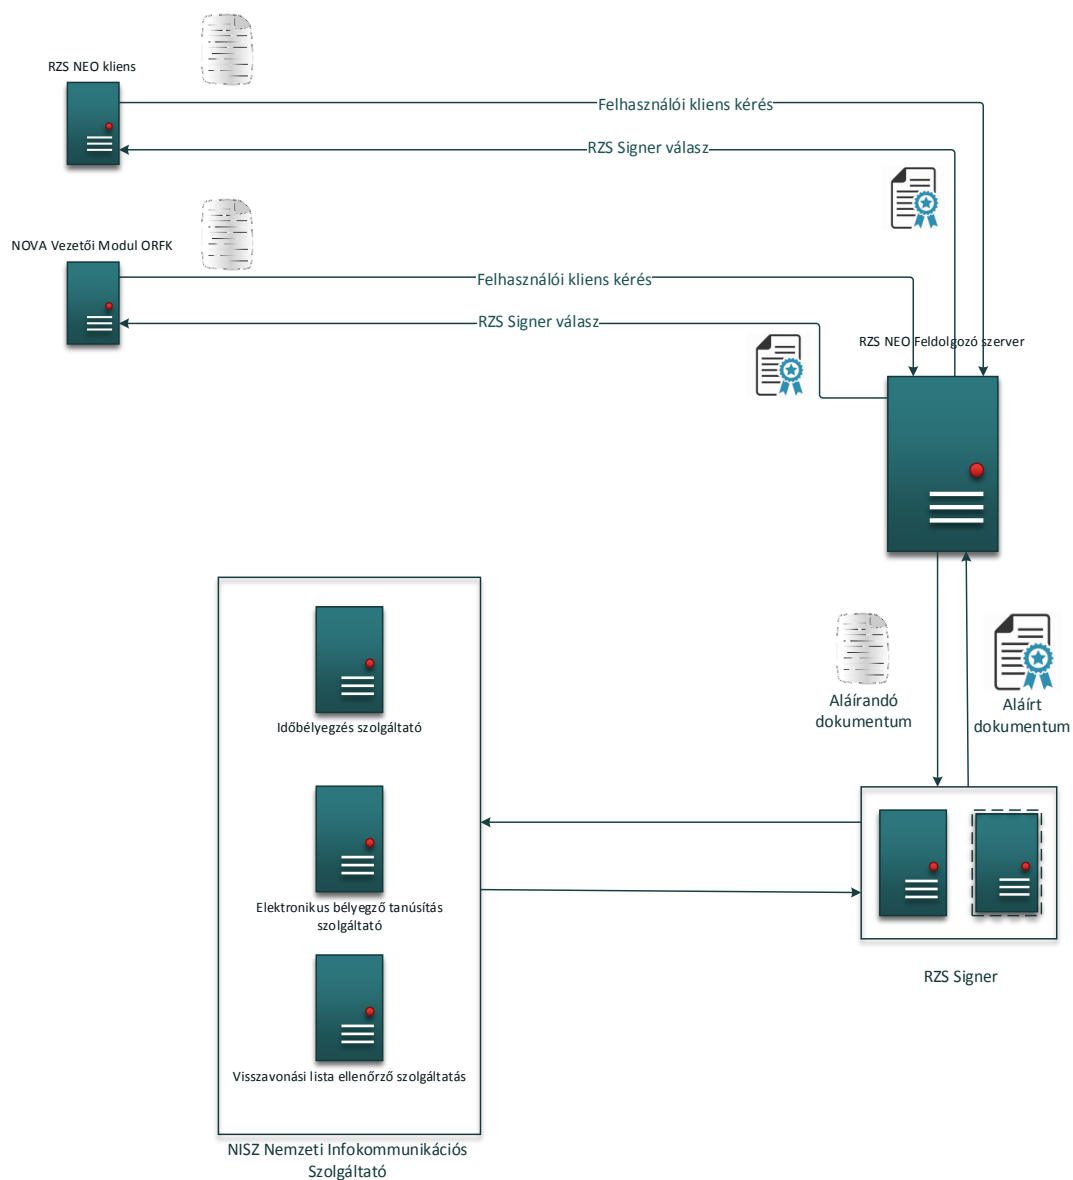 RZS NEO kliens
Felhasználói kliens kérés
RZS Signer válasz
NOVA Vezetői Modul ORFK
Felhasználói kliens kérés
RZS Signer válasz
RZS NEO Feldolgozó szerver
Aláírandó
dokumentum
Aláírt
dokumentum
Időbélyegzés szolgáltató
Elektronikus bélyegző tanúsítás
szolgáltató
RZS Signer
Visszavonási lista ellenőrző szolgáltatás
NISZ Nemzeti Infokommunikációs
Szolgáltató